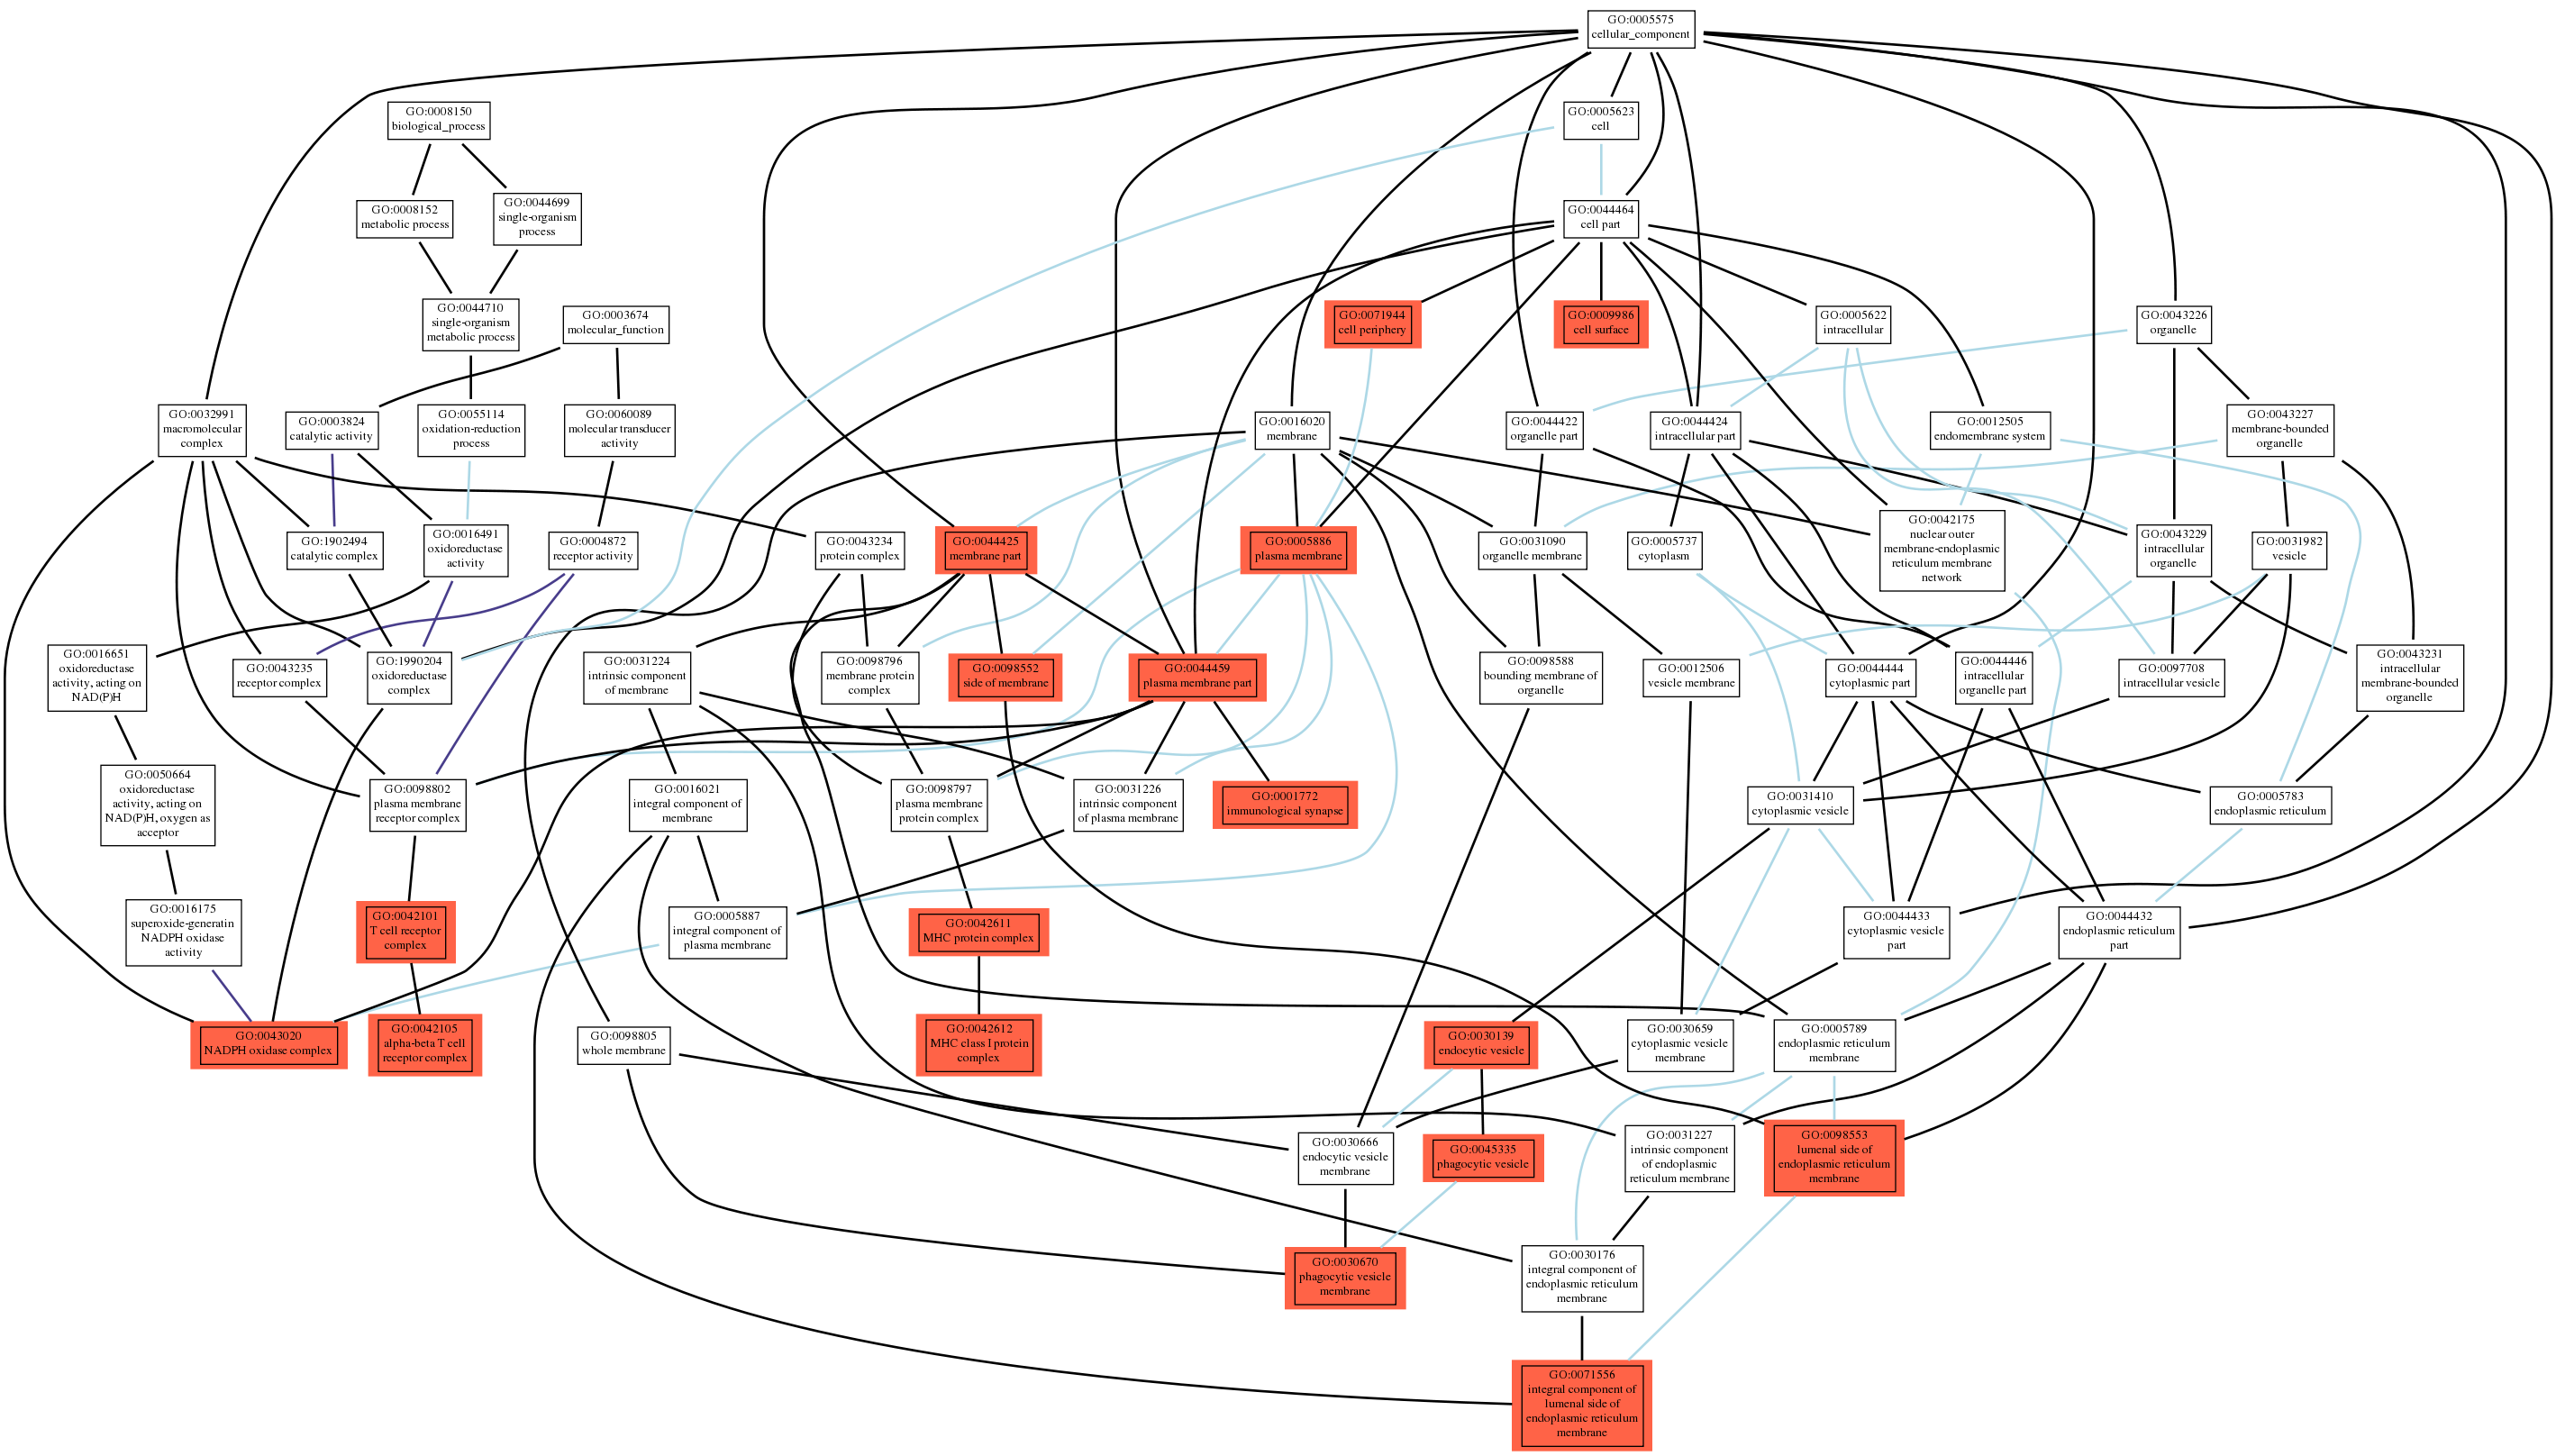 GO:0005575
cellular_component
GO:0008150
biological_process
GO:0005623
cell
GO:0008152
metabolic process
GO:0044699
single-organism
process
GO:0044464
cell part
GO:0044710
single-organism
metabolic process
GO:0003674
molecular_function
GO:0071944
cell periphery
GO:0009986
cell surface
GO:0005622
intracellular
GO:0043226
organelle
GO:0032991
macromolecular
complex
GO:0003824
catalytic activity
GO:0055114
oxidation-reduction
process
GO:0060089
molecular transducer
activity
GO:0016020
membrane
GO:0044422
organelle part
GO:0044424
intracellular part
GO:0012505
endomembrane system
GO:0043227
membrane-bounded
organelle
GO:1902494
catalytic complex
GO:0016491
oxidoreductase
activity
GO:0004872
receptor activity
GO:0043234
protein complex
GO:0044425
membrane part
GO:0005886
plasma membrane
GO:0031090
organelle membrane
GO:0005737
cytoplasm
GO:0042175
nuclear outer
membrane-endoplasmic
reticulum membrane
network
GO:0043229
intracellular
organelle
GO:0031982
vesicle
GO:0016651
oxidoreductase
activity, acting on
NAD(P)H
GO:0043235
receptor complex
GO:1990204
oxidoreductase
complex
GO:0031224
intrinsic component
of membrane
GO:0098796
membrane protein
complex
GO:0098552
side of membrane
GO:0044459
plasma membrane part
GO:0098588
bounding membrane of
organelle
GO:0012506
vesicle membrane
GO:0044444
cytoplasmic part
GO:0044446
intracellular
organelle part
GO:0097708
intracellular vesicle
GO:0043231
intracellular
membrane-bounded
organelle
GO:0050664
oxidoreductase
activity, acting on
NAD(P)H, oxygen as
acceptor
GO:0098802
plasma membrane
receptor complex
GO:0016021
integral component of
membrane
GO:0098797
plasma membrane
protein complex
GO:0031226
intrinsic component
of plasma membrane
GO:0001772
immunological synapse
GO:0031410
cytoplasmic vesicle
GO:0005783
endoplasmic reticulum
GO:0016175
superoxide-generatin
NADPH oxidase
activity
GO:0042101
T cell receptor
complex
GO:0005887
integral component of
plasma membrane
GO:0042611
MHC protein complex
GO:0044433
cytoplasmic vesicle
part
GO:0044432
endoplasmic reticulum
part
GO:0043020
NADPH oxidase complex
GO:0042105
alpha-beta T cell
receptor complex
GO:0098805
whole membrane
GO:0042612
MHC class I protein
complex
GO:0030139
endocytic vesicle
GO:0030659
cytoplasmic vesicle
membrane
GO:0005789
endoplasmic reticulum
membrane
GO:0030666
endocytic vesicle
membrane
GO:0045335
phagocytic vesicle
GO:0031227
intrinsic component
of endoplasmic
reticulum membrane
GO:0098553
lumenal side of
endoplasmic reticulum
membrane
GO:0030670
phagocytic vesicle
membrane
GO:0030176
integral component of
endoplasmic reticulum
membrane
GO:0071556
integral component of
lumenal side of
endoplasmic reticulum
membrane